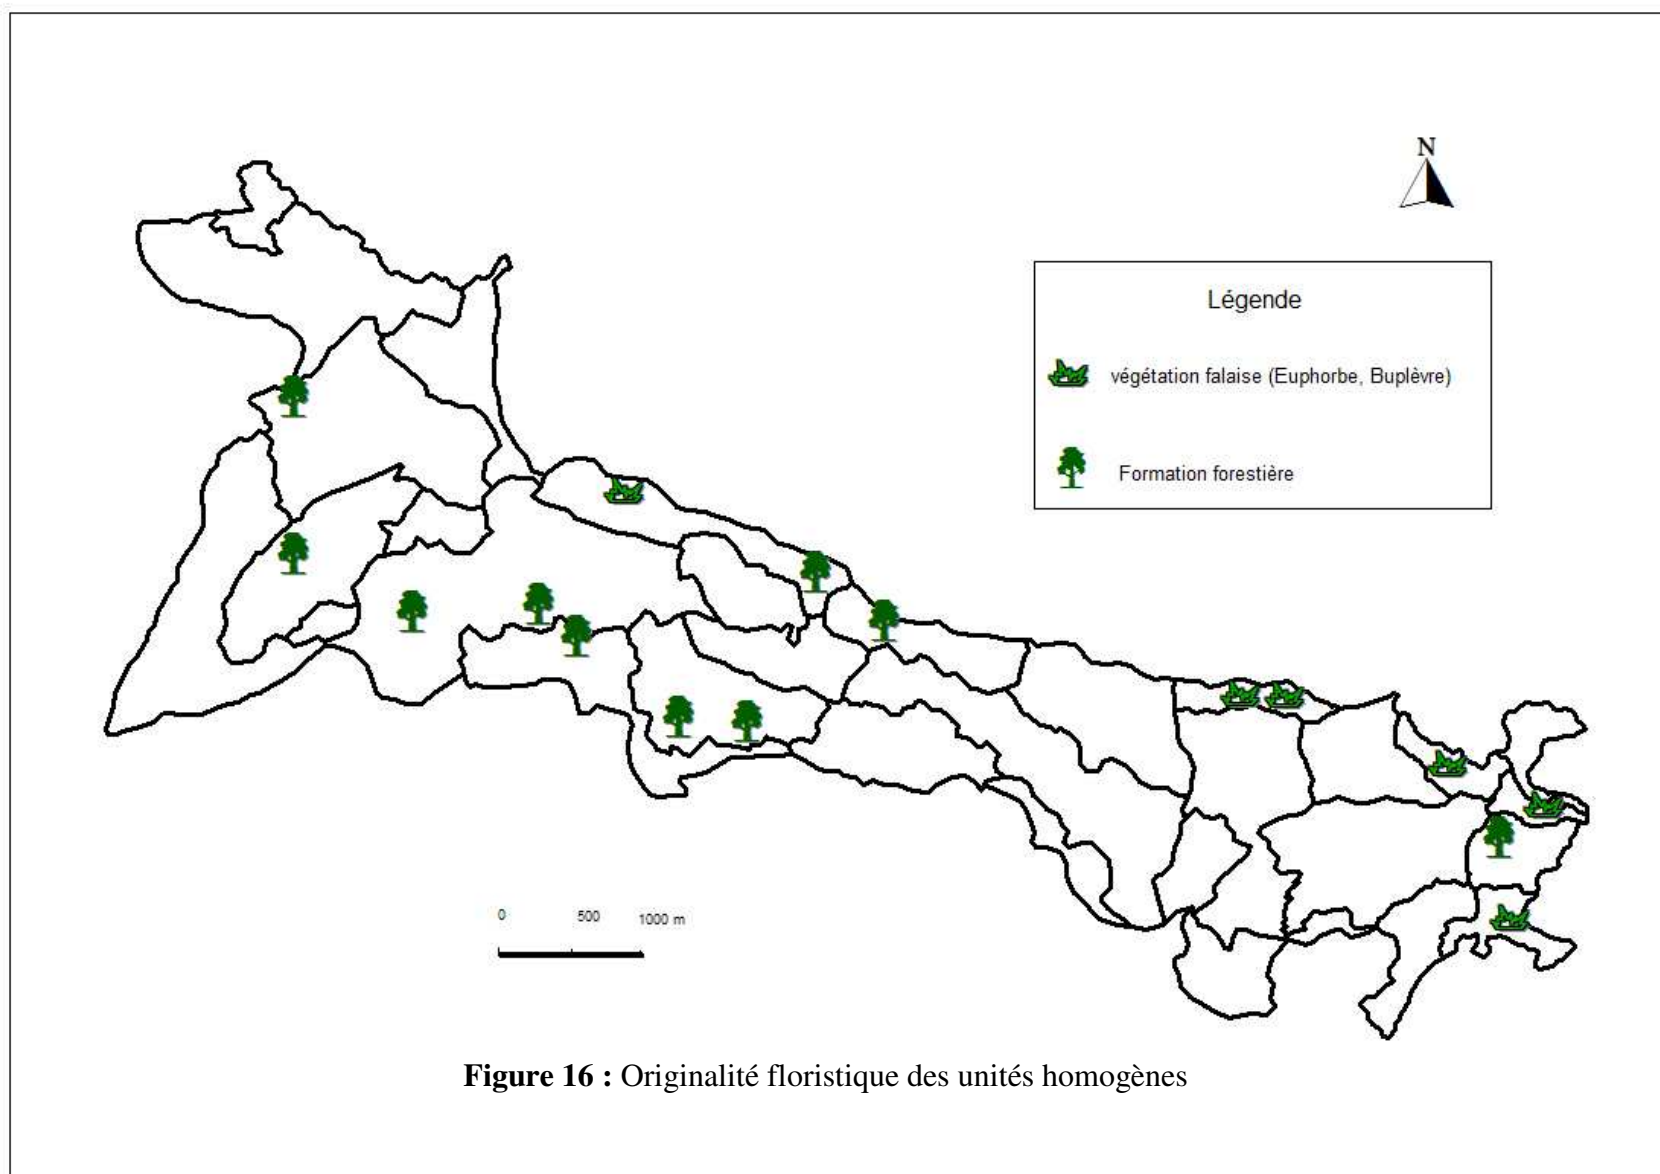 N
Légende
végétation falaise (Euphorbe, Buplèvre)
Formation forestière
0 500 1000 m
Figure 16 : Originalité floristique des unités homogènes